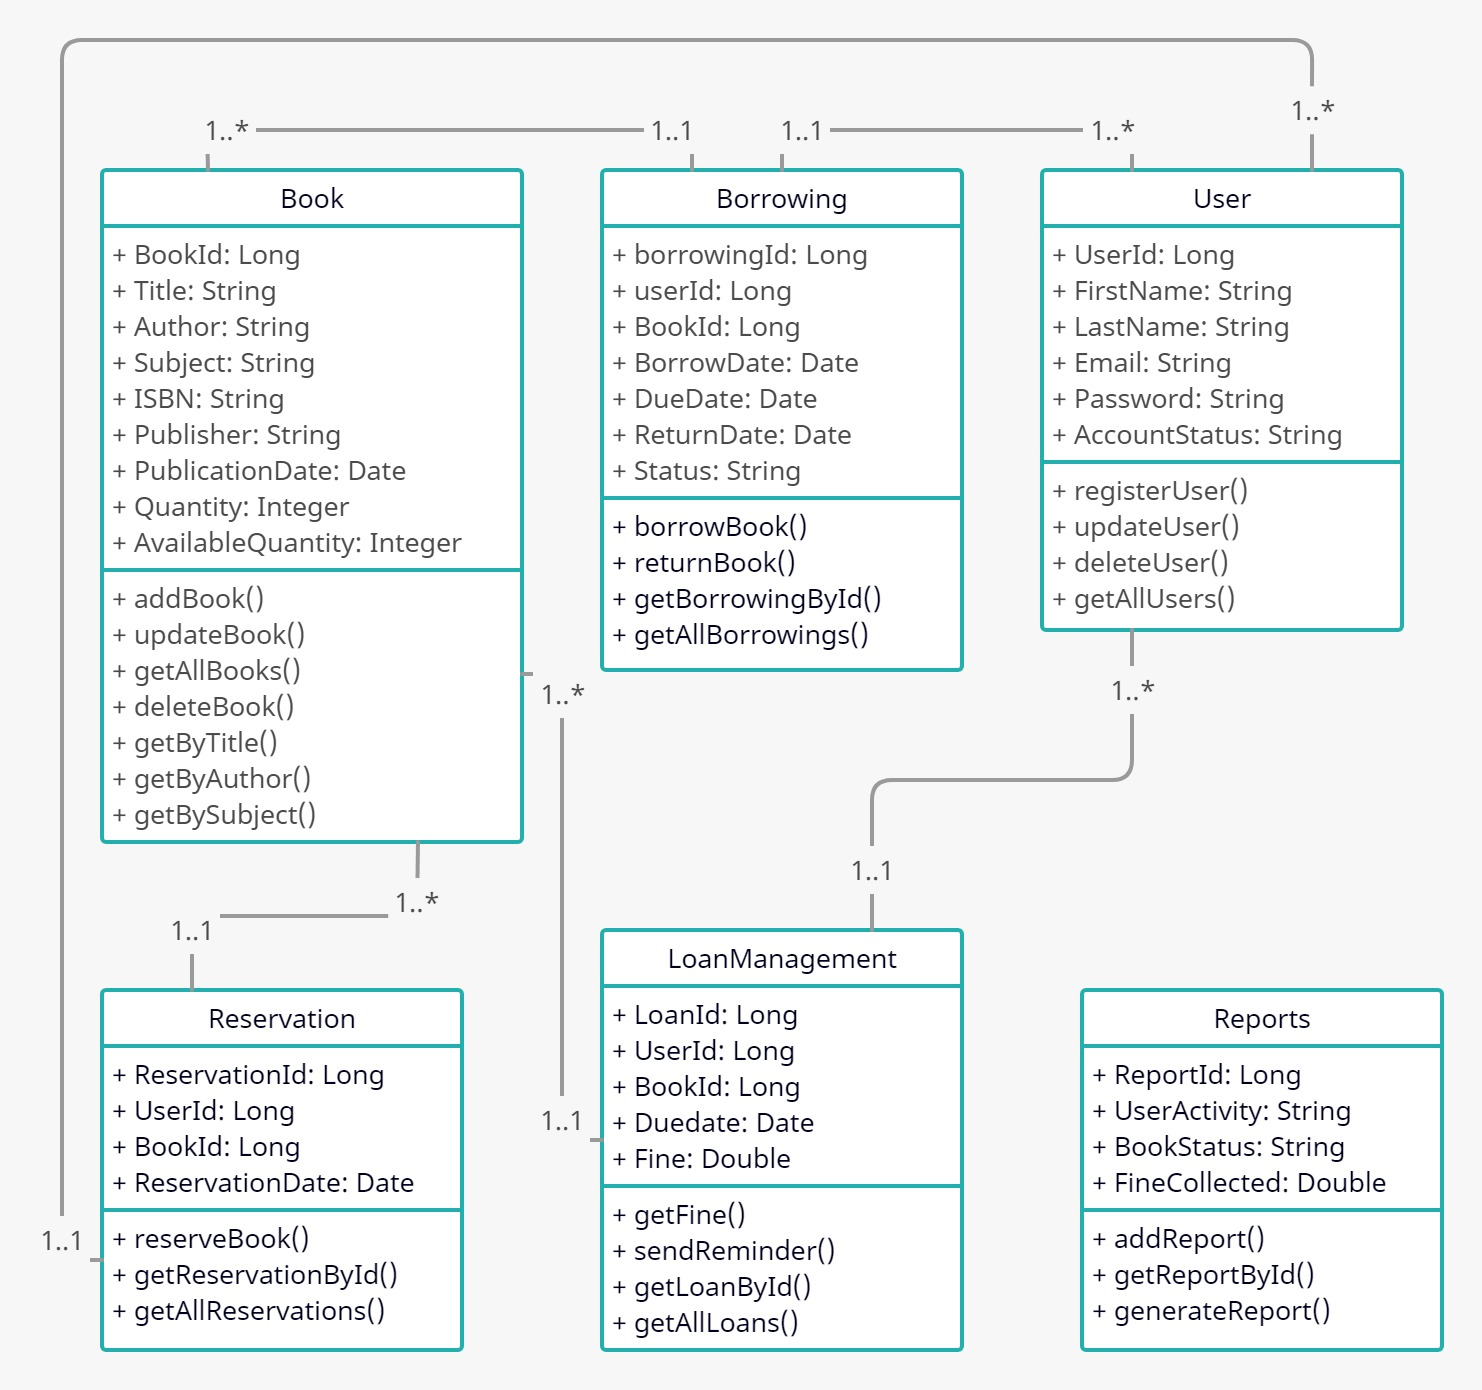 1..*
1..*
1..1
1..1
1..*
Book
+ BookId: Long
+ Title: String
+ Author: String
+ Subject: String
+ ISBN: String
+ Publisher: String
+ PublicationDate: Date
+ Quantity: Integer
+ AvailableQuantity: Integer
+ addBook()
+ updateBook()
+ getAllBooks()
+ deleteBook()
+ getByTitle()
+ getByAuthor()
+ getBySubject()
Borrowing
+ borrowingId: Long
+ userId: Long
+ BookId: Long
+ BorrowDate: Date
+ DueDate: Date
+ ReturnDate: Date
+ Status: String
+ borrowBook()
+ returnBook()
+ getBorrowingById()
+ getAllBorrowings()
User
+ UserId: Long
+ FirstName: String
+ LastName: String
+ Email: String
+ Password: String
+ AccountStatus: String
+ registerUser()
+ updateUser()
+ deleteUser()
+ getAllUsers()
1..*
1..*
1..1
1..*
1..1
Reservation
+ ReservationId: Long
+ UserId: Long
+ BookId: Long
+ ReservationDate: Date
+ reserveBook()
+ getReservationById()
+ getAllReservations()
1..1
1..1
LoanManagement
+ LoanId: Long
+ UserId: Long
+ BookId: Long
+ Duedate: Date
+ Fine: Double
+ getFine()
+ sendReminder()
+ getLoanById()
+ getAllLoans()
Reports
+ ReportId: Long
+ UserActivity: String
+ BookStatus: String
+ FineCollected: Double
+ addReport()
+ getReportById()
+ generateReport()